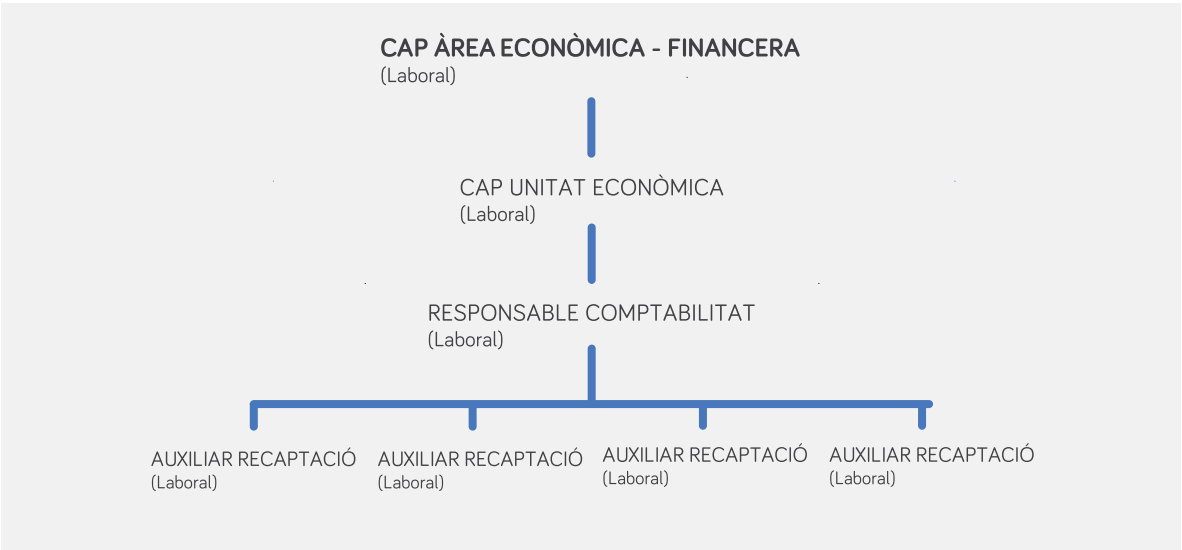 CAP ÀREA ECONÒMICA - FINANCERA
(Laboral)
CAP UNITAT ECONÒMICA
(Laboral)
RESPONSABLE COMPTABILITAT
(Laboral)
AUXILIAR RECAPTACIÓ
(Laboral)
AUXILIAR RECAPTACIÓ
(Laboral)
AUXILIAR RECAPTACIÓ
(Laboral)
AUXILIAR RECAPTACIÓ
(Laboral)